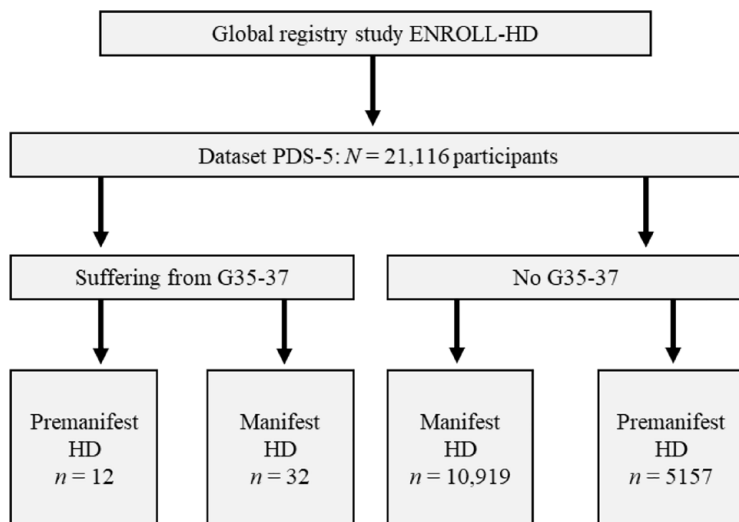 Global registry study ENROLL-HD
Dataset PDS-5: N = 21,116 participants
Suffering from G35-37
No G35-37
Premanifest
HD
n = 12
Manifest
HD
n = 32
Manifest
HD
n = 10,919
Premanifest
HD
n = 5157